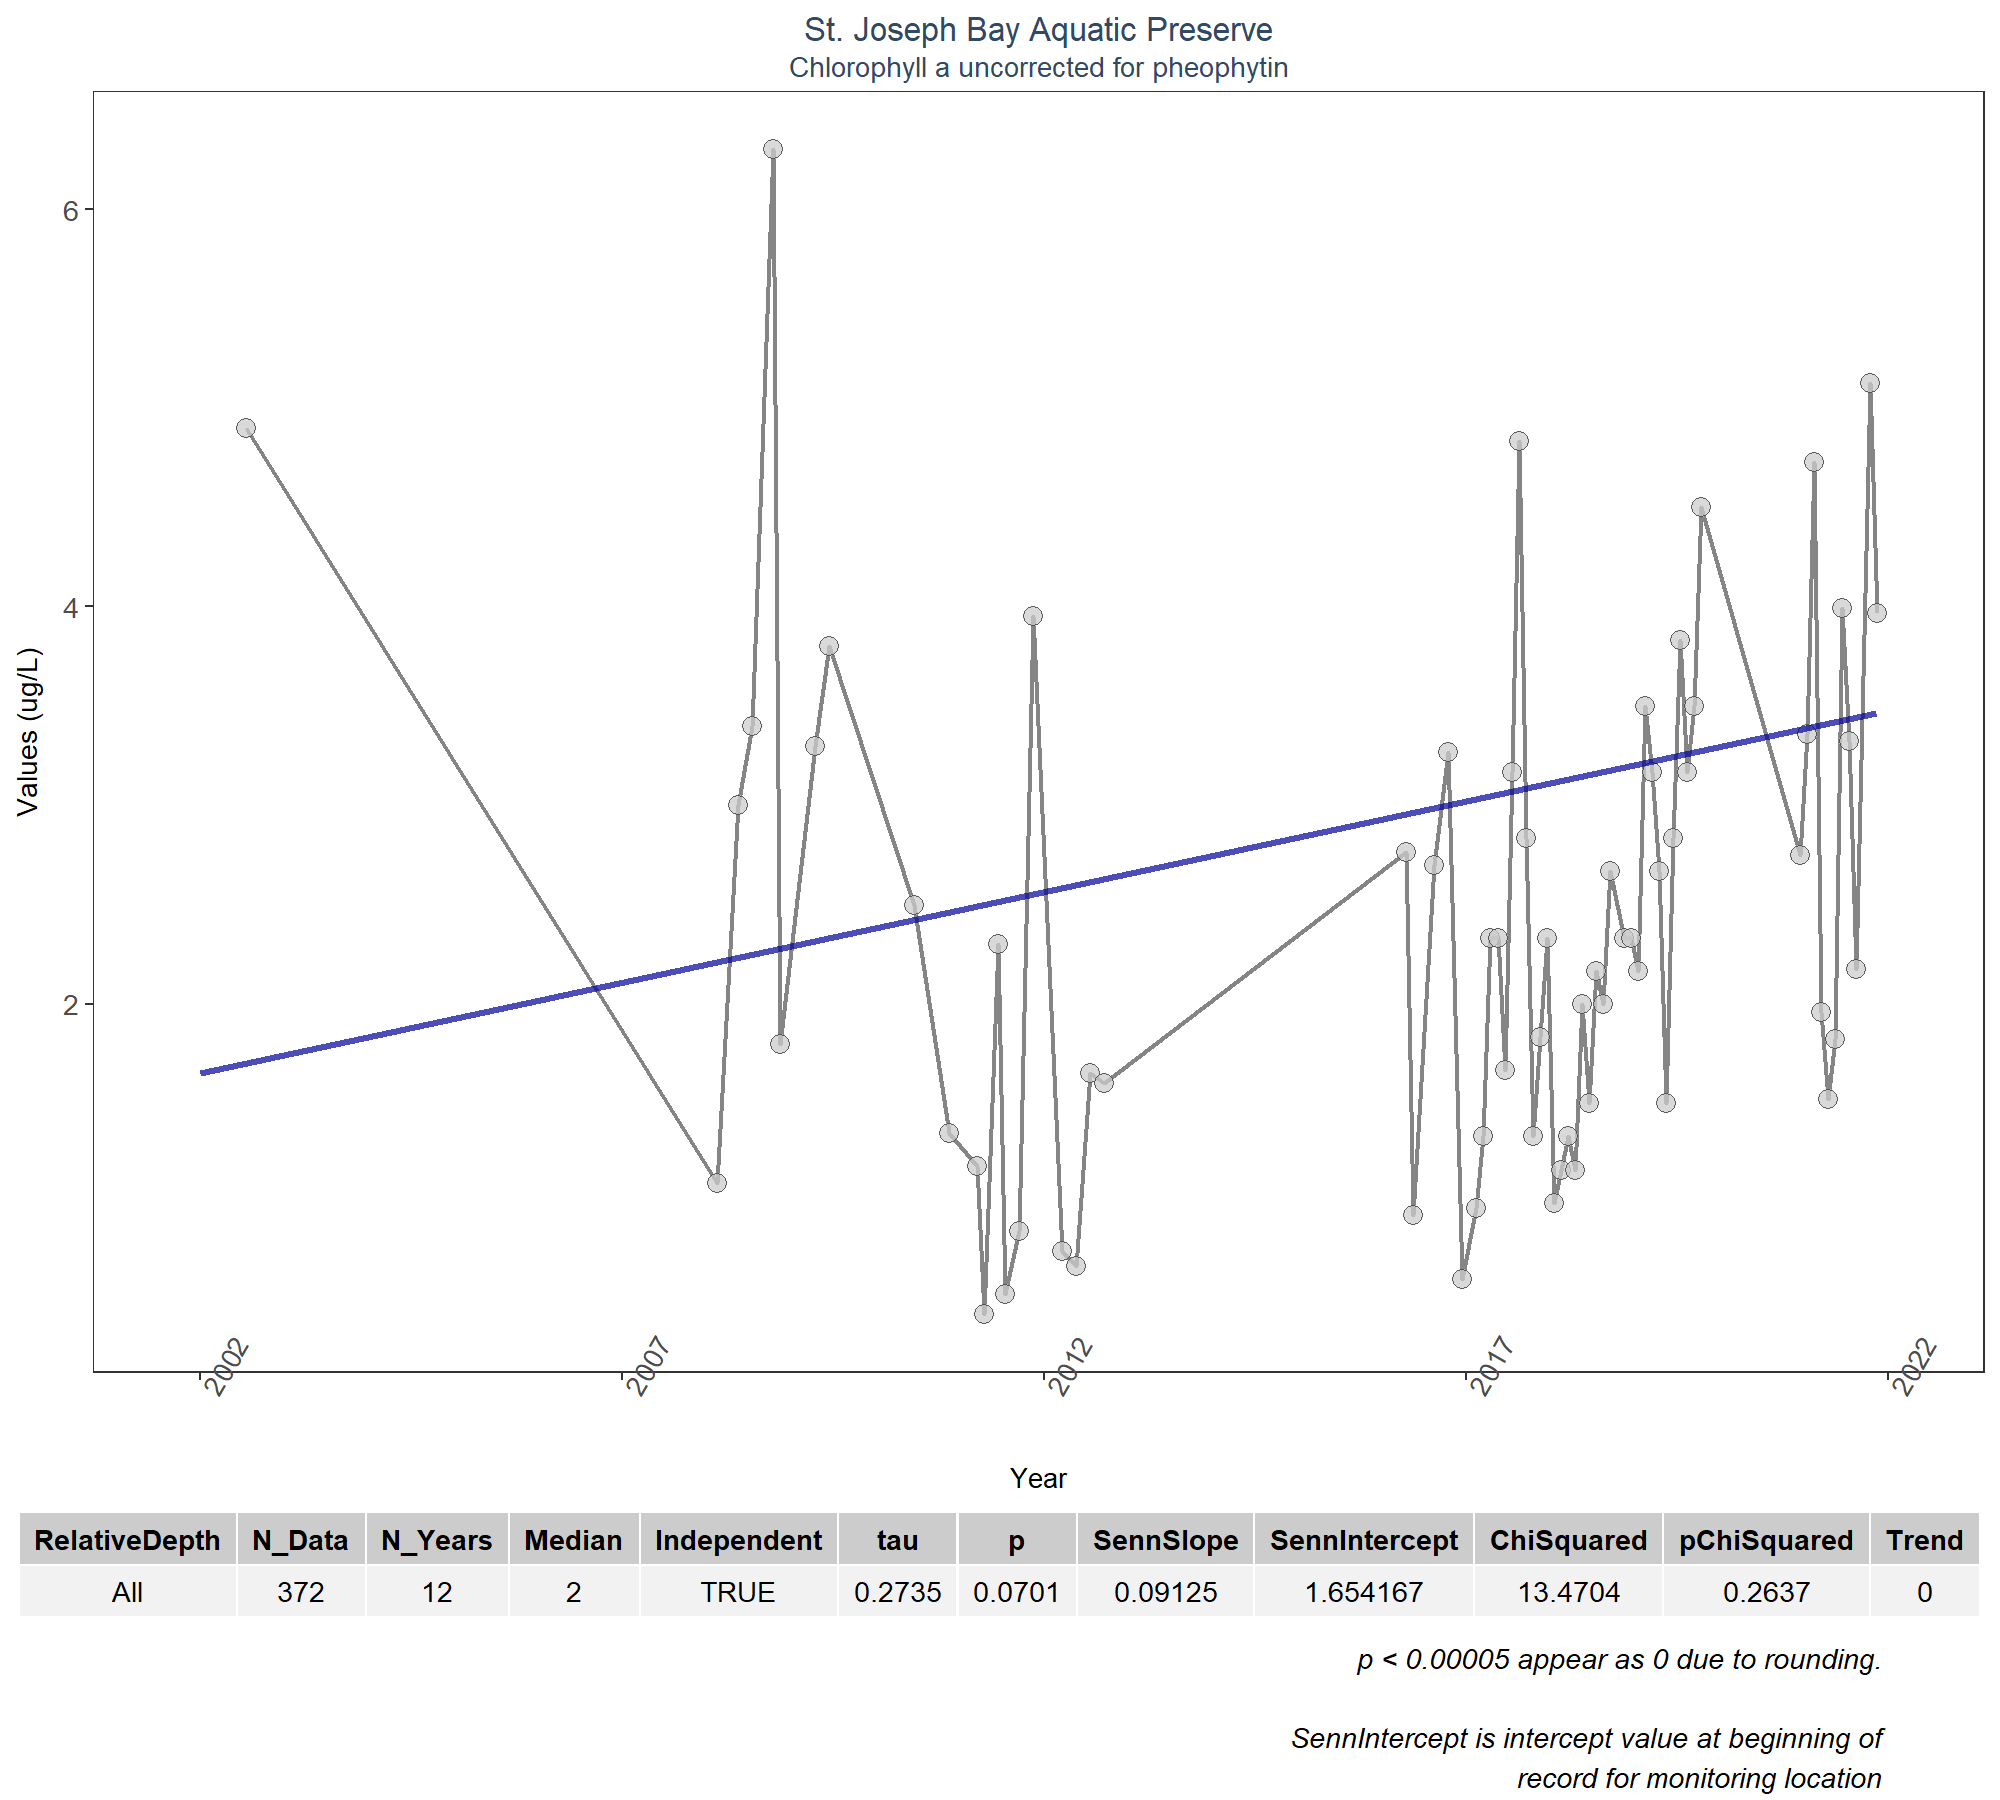 St. Joseph Bay Aquatic Preserve
Chlorophyll a uncorrected for pheophytin
Values (ug/L)
6
4
2
2002 2007 2012 2017 2022
Year
RelativeDepth N_Data N_Years Median Independent tau p SennSlope SennIntercept ChiSquared pChiSquared Trend
All 372 12 2 TRUE 0.2735 0.0701 0.09125 1.654167 13.4704 0.2637 0
p < 0.00005 appear as 0 due to rounding.
SennIntercept is intercept value at beginning of
record for monitoring location